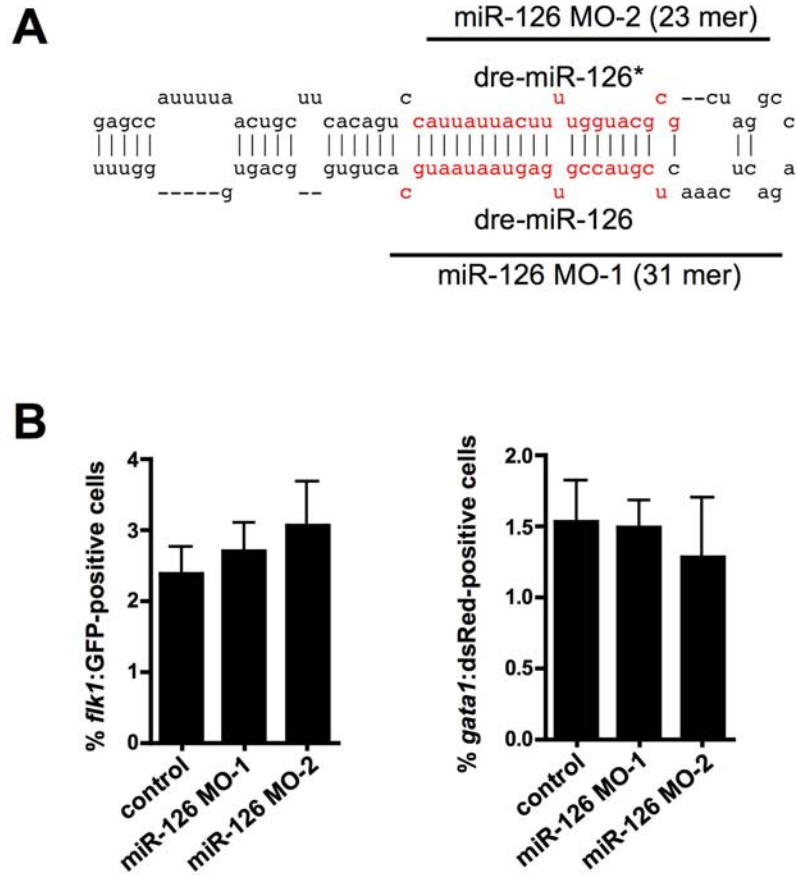 A
miR-126 MO-2 (23 mer)
dre-miR-126*
auuuua uu c u c --cu gc
gagcc acugc cacagu cauuauuacuu ugguacg g ag c
||||| ||||| |||||| ||||||||||| ||||||| | || 
uuugg ugacg guguca guaauaaugag gccaugc c uc a
-----g -- c u u aaac ag
dre-miR-126
miR-126 MO-1 (31 mer)
B
% flk1:GFP-positive cells
4
3
2
1
0
control
miR-126 MO-1
miR-126 MO-2
% gata1:dsRed-positive cells
2.0
1.5
1.0
0.5
0.0
control
miR-126 MO-1
miR-126 MO-2